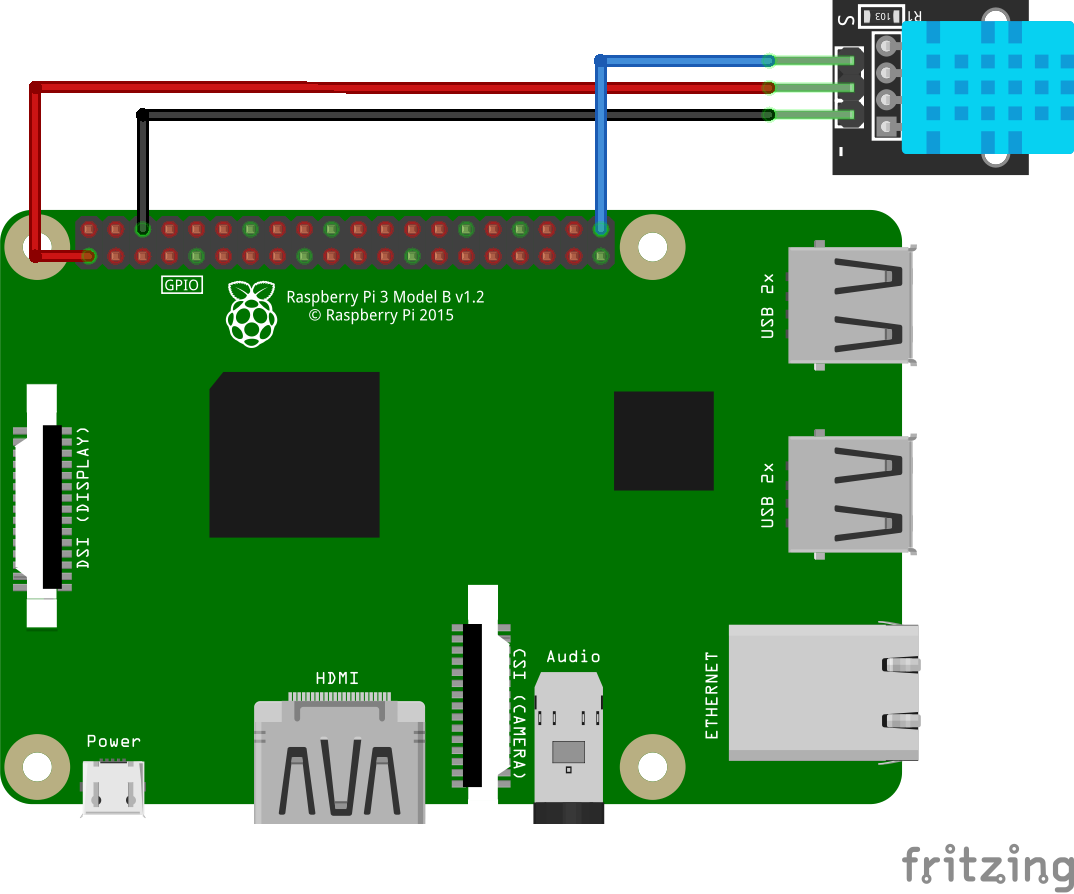 S
103
R1
-
GPIO
Raspberry Pi 3 Model B v1.2
© Raspberry Pi 2015
USB 2x
DSI (DISPLAY)
USB 2x
HDMI
CSI (CAMERA)
Audio
ETHERNET
Power
fritzing